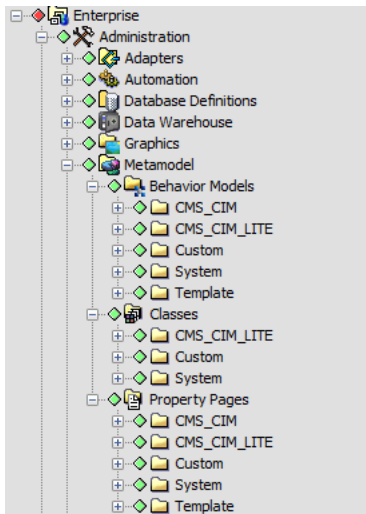 Enterprise
Administration
Adapters
Automation
Database Definitions
Data Warehouse
Graphics
Metamodel
Behavior Models
CMS_CIM
CMS_CIM_LITE
Custom
System
Template
Classes
CMS_CIM_LITE
Custom
System
Property Pages
CMS_CIM
CMS_CIM_LITE
Custom
System
Template